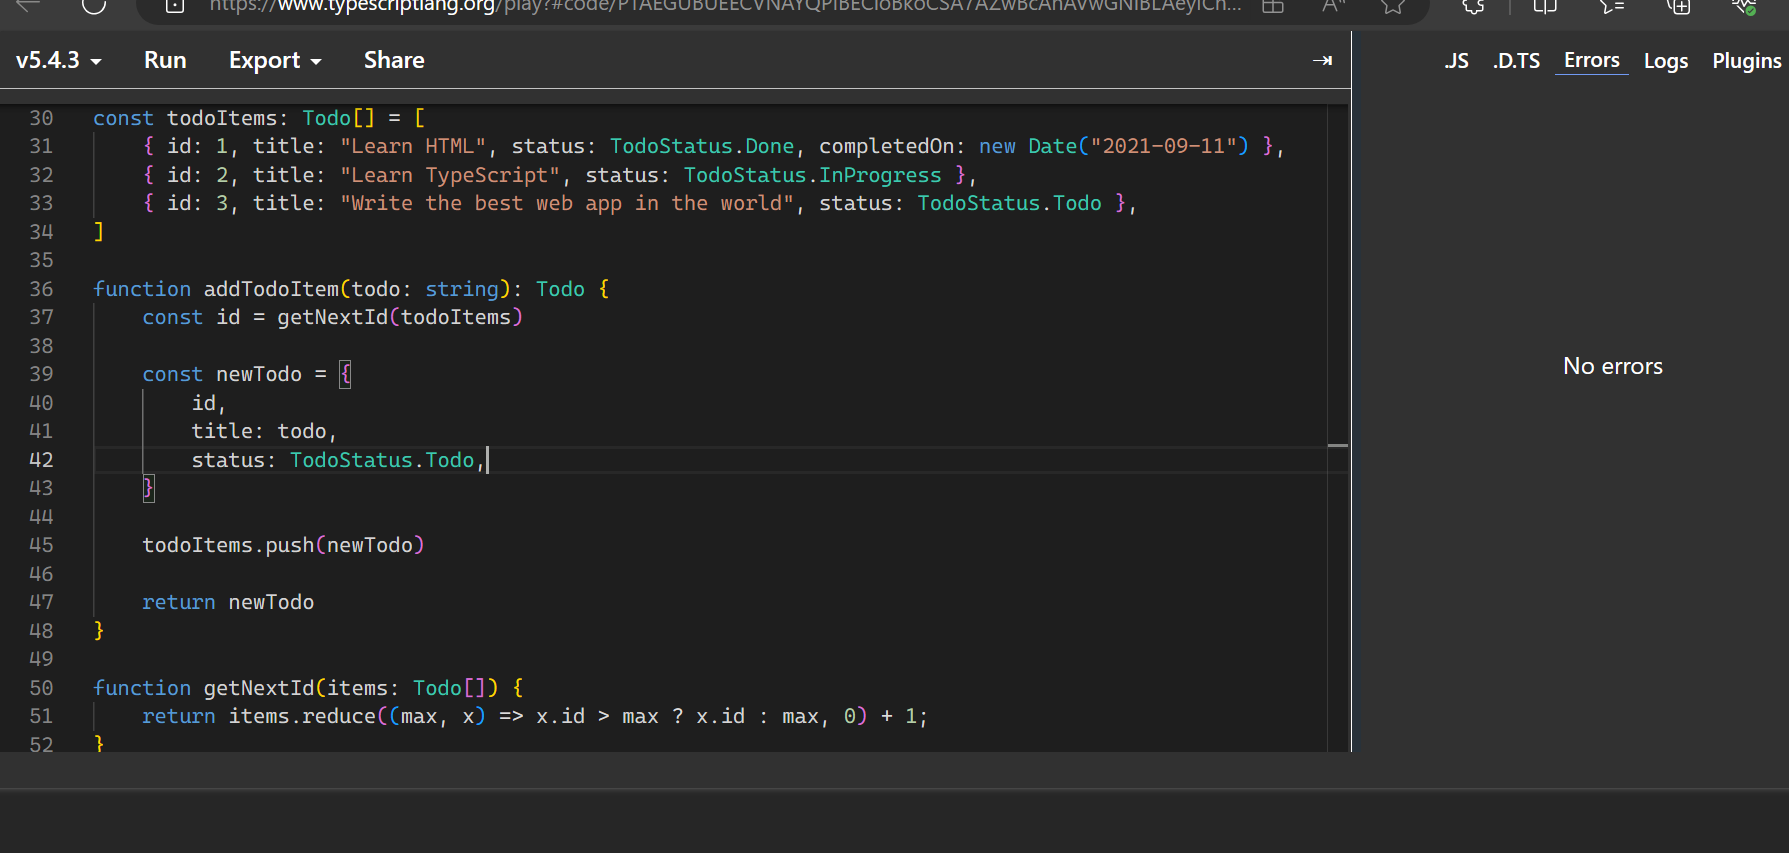 https://www.typescriptlang.org/play?#code/
v5.4.3 Run Export Share .JS .D.TS Errors Logs Plugins
30 const todoItems: Todo[] = [
31 { id: 1, title: "Learn HTML", status: TodoStatus.Done, completedOn: new Date("2021-09-11") },
32 { id: 2, title: "Learn TypeScript", status: TodoStatus.InProgress },
33 { id: 3, title: "Write the best web app in the world", status: TodoStatus.Todo },
34 ]
35
36 function addTodoItem(todo: string): Todo {
37 const id = getNextId(todoItems)
38
39 const newTodo = {
40 id,
41 title: todo,
42 status: TodoStatus.Todo,
43 }
44
45 todoItems.push(newTodo)
46
47 return newTodo
48 }
49
50 function getNextId(items: Todo[]) {
51 return items.reduce((max, x) => x.id > max ? x.id : max, 0) + 1;
52 }
No errors